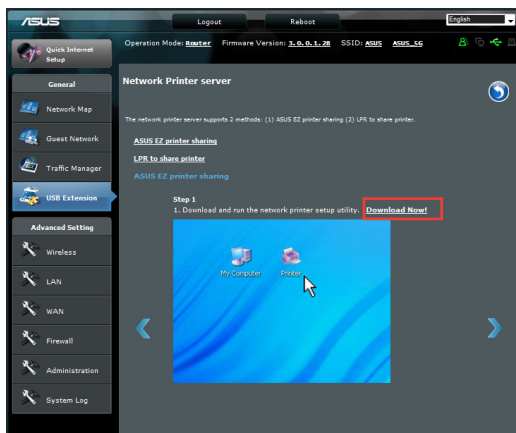 ASUS
Logout
Reboot
English
Quick Internet
Setup
Operation Mode: Router Firmware Version: 3.0.0.1.28 SSID: ASUS ASUS_5G
General
Network Map
Guest Network
Traffic Manager
USB Extension
Advanced Setting
Wireless
LAN
WAN
Firewall
Administration
System Log
Network Printer server
The network printer server supports 2 methods: (1) ASUS EZ printer sharing (2) LPR to share printer.
ASUS EZ printer sharing
LPR to share printer
ASUS EZ printer sharing
Step 1
1. Download and run the network printer setup utility. Download Now!
My Computer
Printer